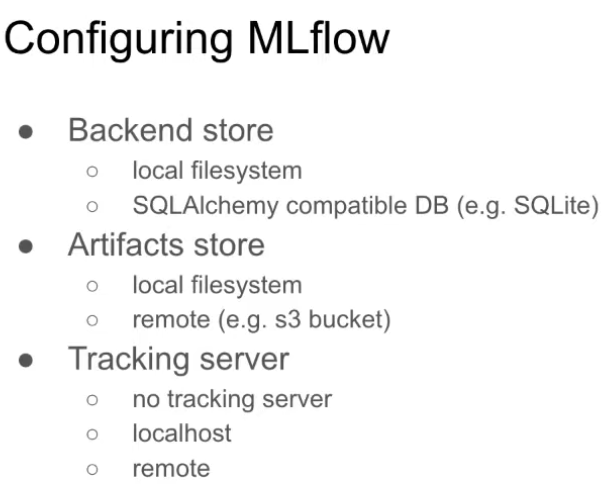 Configuring MLflow
● Backend store
○ local filesystem
○ SQLAlchemy compatible DB (e.g. SQLite)
● Artifacts store
○ local filesystem
○ remote (e.g. s3 bucket)
● Tracking server
○ no tracking server
○ localhost
○ remote